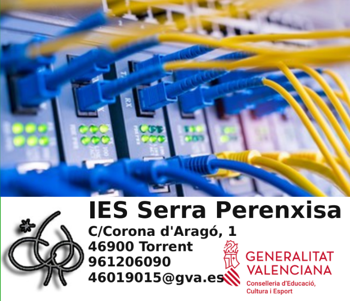 IES Serra Perenxisa
C/Corona d'Aragó, 1
46900 Torrent
961206090
46019015@gva.es
GENERALITAT
VALENCIANA
Conselleria d'Educació,
Cultura i Esport